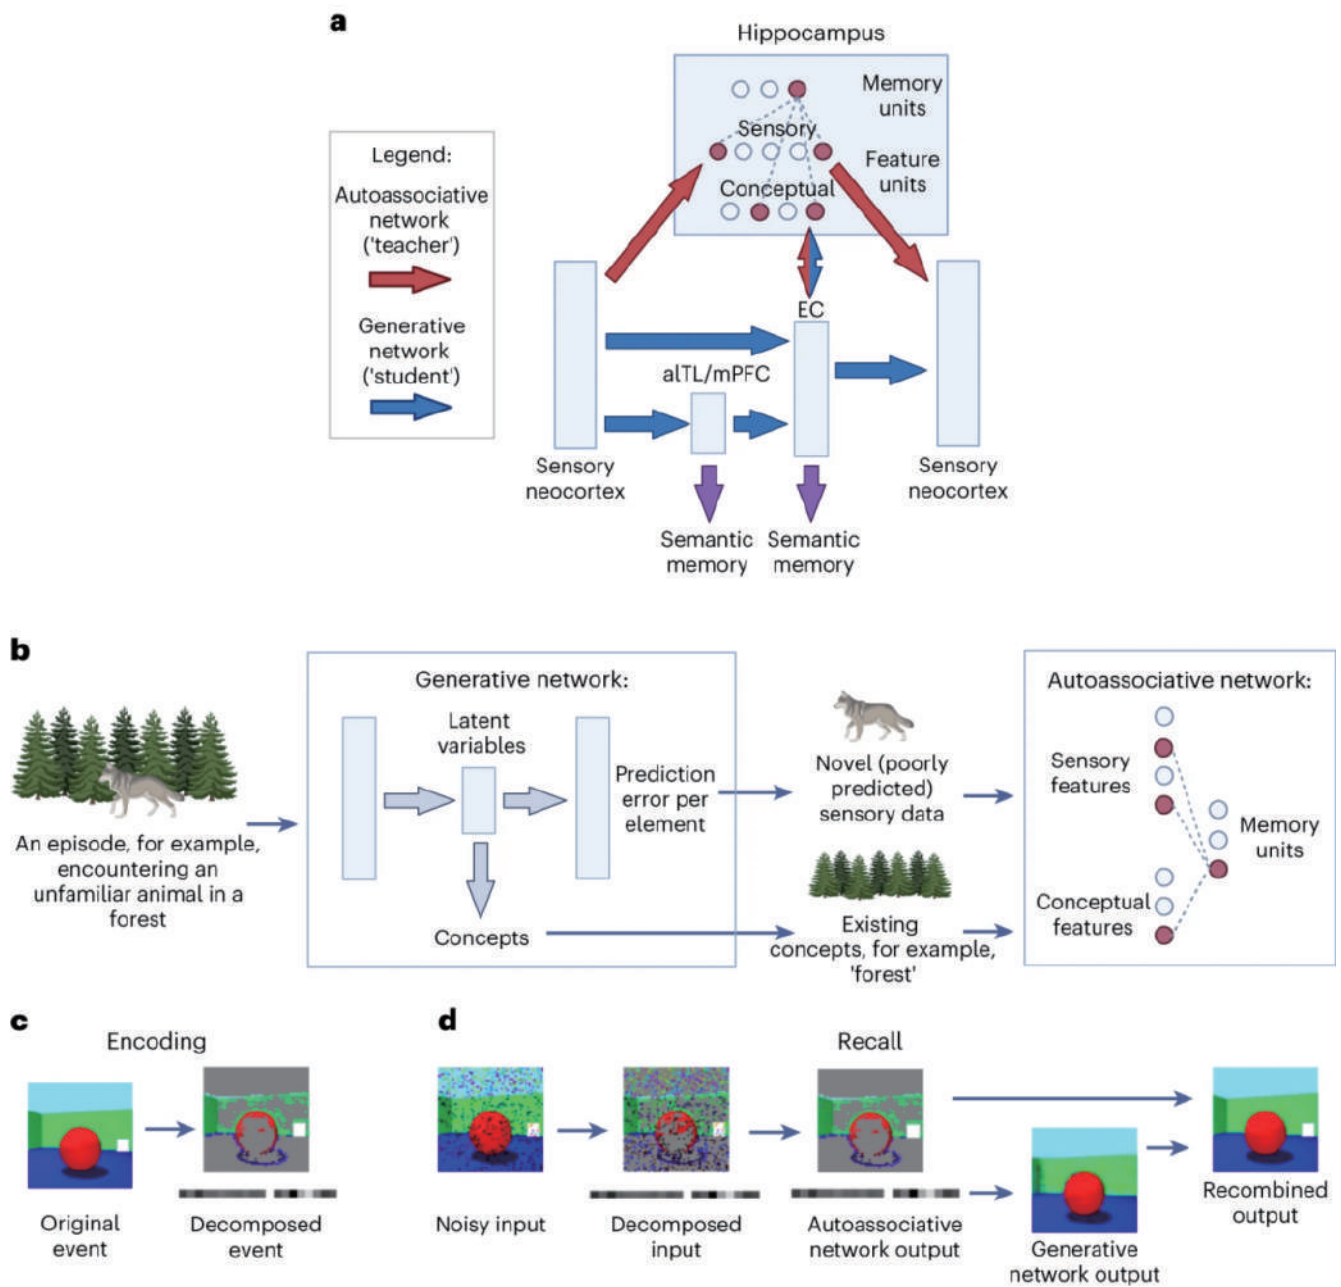 a
Hippocampus
Memory
units
Sensory
Feature
units
Conceptual
Legend:
Autoassociative
network
('teacher')
Generative
network
('student')
EC
alTL/mPFC
Sensory
neocortex
Sensory
neocortex
Semantic
memory
Semantic
memory
b
Generative network:
Latent
variables
Prediction
error per
element
Concepts
An episode, for example,
encountering an
unfamiliar animal in a
forest
Novel (poorly
predicted)
sensory data
Existing
concepts, for example,
'forest'
Autoassociative network:
Sensory
features
Memory
units
Conceptual
features
c
Encoding
Original
event
Decomposed
event
d
Recall
Noisy input
Decomposed
input
Autoassociative
network output
Generative
network output
Recombined
output